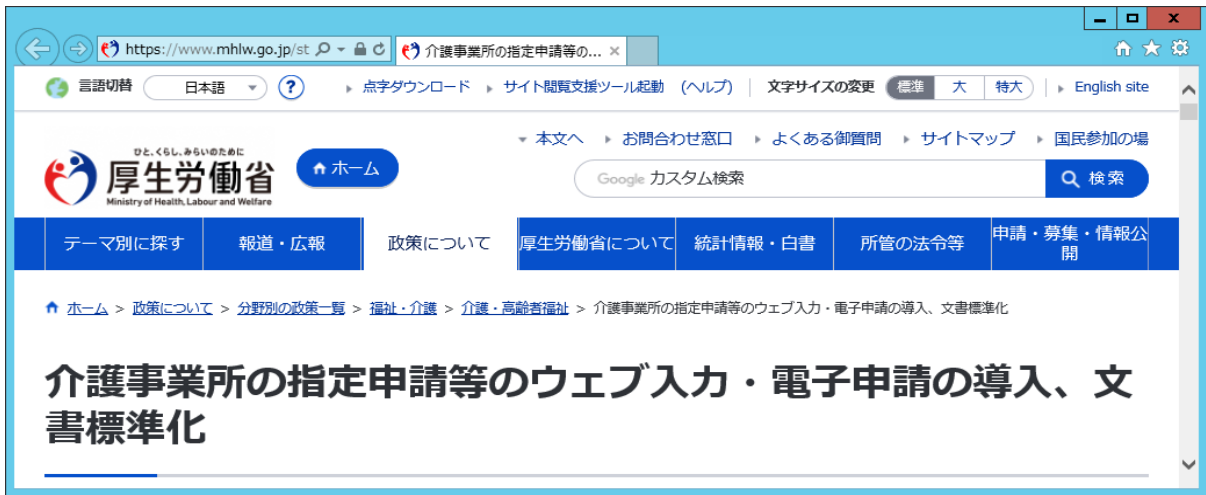 https://www.mhlw.go.jp/st
介護事業所の指定申請等の...
言語切替 日本語 ? 点字ダウンロード サイト閲覧支援ツール起動 (ヘルプ) 文字サイズの変更 標準 大 特大 English site
本文へ お問合わせ窓口 よくある御質問 サイトマップ 国民参加の場
ひと、くらし、みらいのために
厚生労働省
Ministry of Health, Labour and Welfare
ホーム
Google カスタム検索
検索
テーマ別に探す 報道・広報 政策について 厚生労働省について 統計情報・白書 所管の法令等 申請・募集・情報公
開
ホーム > 政策について > 分野別の政策一覧 > 福祉・介護 > 介護・高齢者福祉 > 介護事業所の指定申請等のウェブ入力・電子申請の導入、文書標準化
介護事業所の指定申請等のウェブ入力・電子申請の導入、文
書標準化